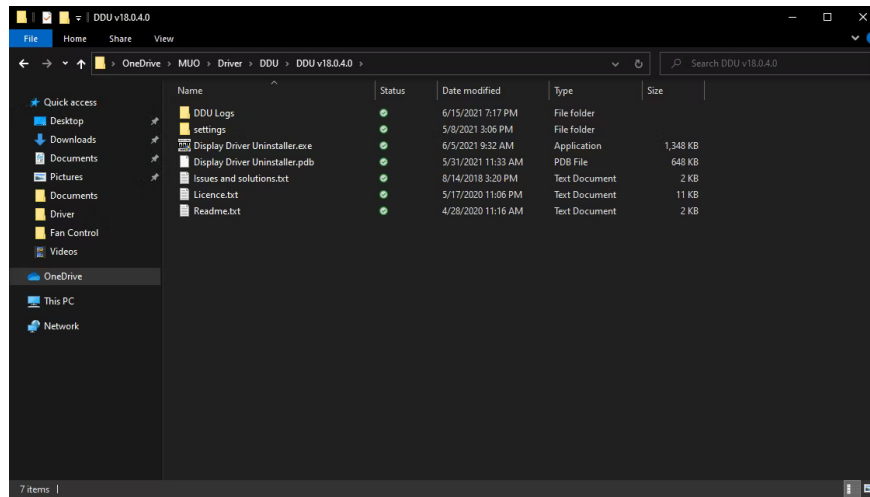 DDU v18.0.4.0
File Home Share View
OneDrive > MUO > Driver > DDU > DDU v18.0.4.0 >
Search DDU v18.0.4.0
Name Status Date modified Type Size
Quick access
Desktop
Downloads
Documents
Pictures
Documents
Driver
Fan Control
Videos
OneDrive
This PC
Network
DDU Logs 6/15/2021 7:17 PM File folder
settings 5/8/2021 3:06 PM File folder
Display Driver Uninstaller.exe 6/5/2021 9:32 AM Application 1,348 KB
Display Driver Uninstaller.pdb 5/31/2021 11:33 AM PDB File 648 KB
Issues and solutions.txt 8/14/2018 3:20 PM Text Document 2 KB
Licence.txt 5/17/2020 11:06 PM Text Document 11 KB
Readme.txt 4/28/2020 11:16 AM Text Document 2 KB
7 items